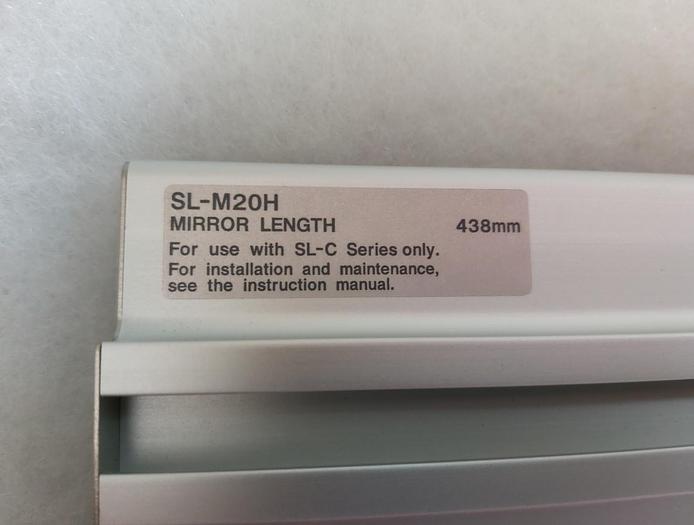 SL-M20H
MIRROR LENGTH 438mm
For use with SL-C Series only.
For installation and maintenance,
see the instruction manual.